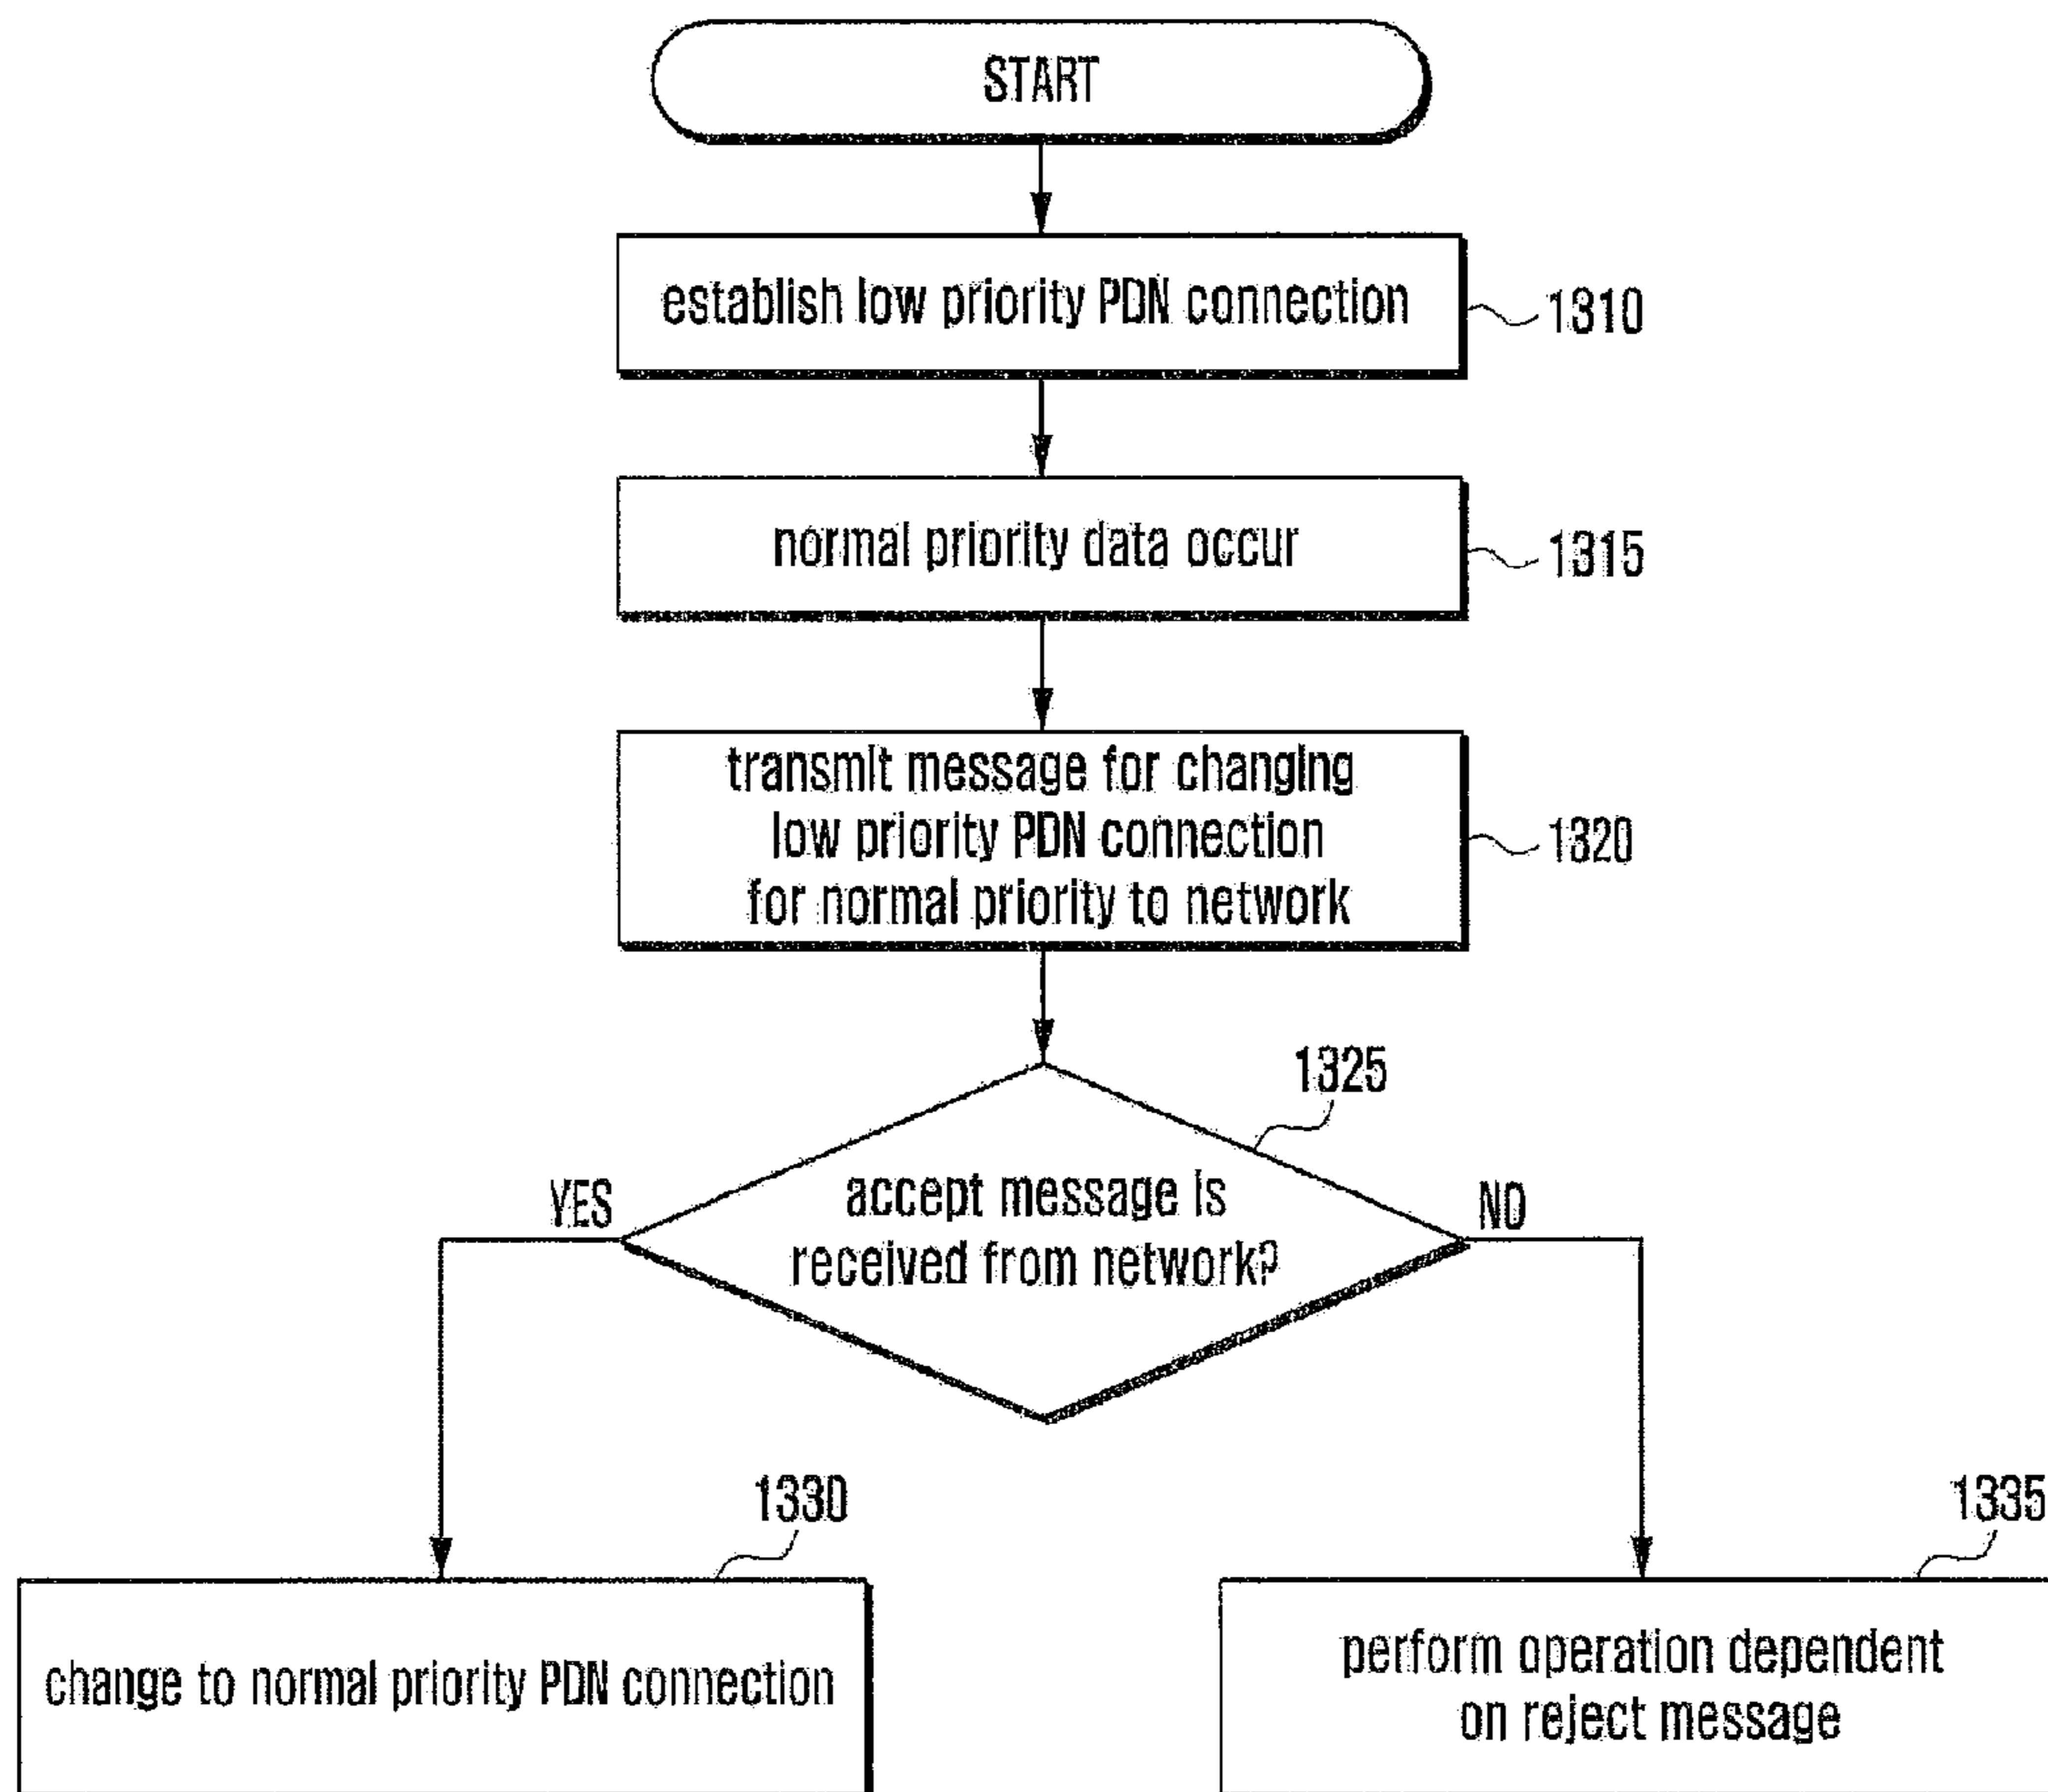 START
establish low priority PDN connection
1310
normal priority data occur
1315
transmit message for changing
low priority PDN connection
for normal priority to network
1320
1325
accept message is
received from network?
YES
NO
1330
1335
change to normal priority PDN connection
perform operation dependent
on reject message